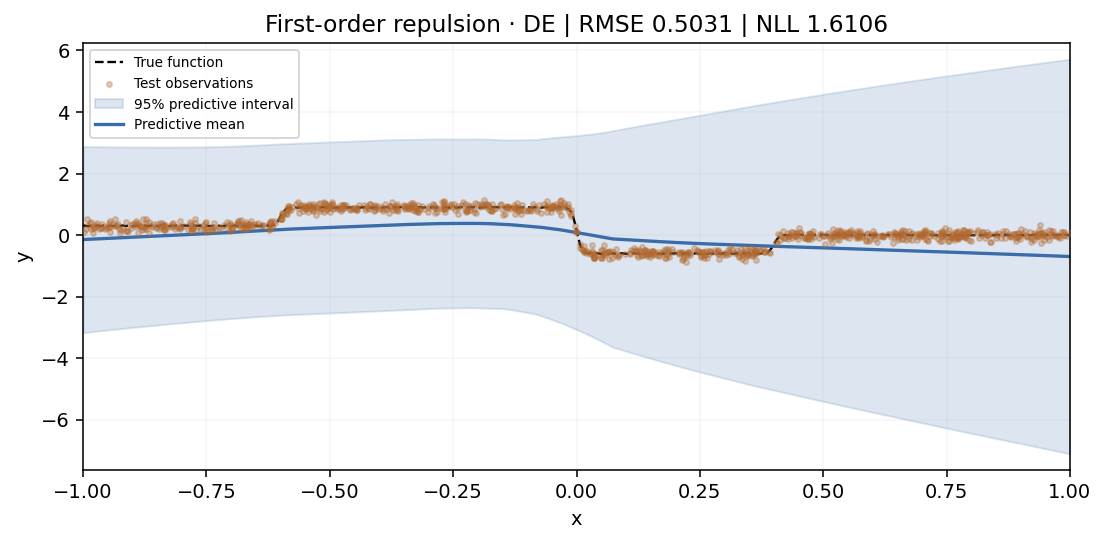 First-order repulsion · DE | RMSE 0.5031 | NLL 1.6106
True function
Test observations
95% predictive interval
Predictive mean
y
6
4
2
0
−2
−4
−6
−1.00 −0.75 −0.50 −0.25 0.00 0.25 0.50 0.75 1.00
x